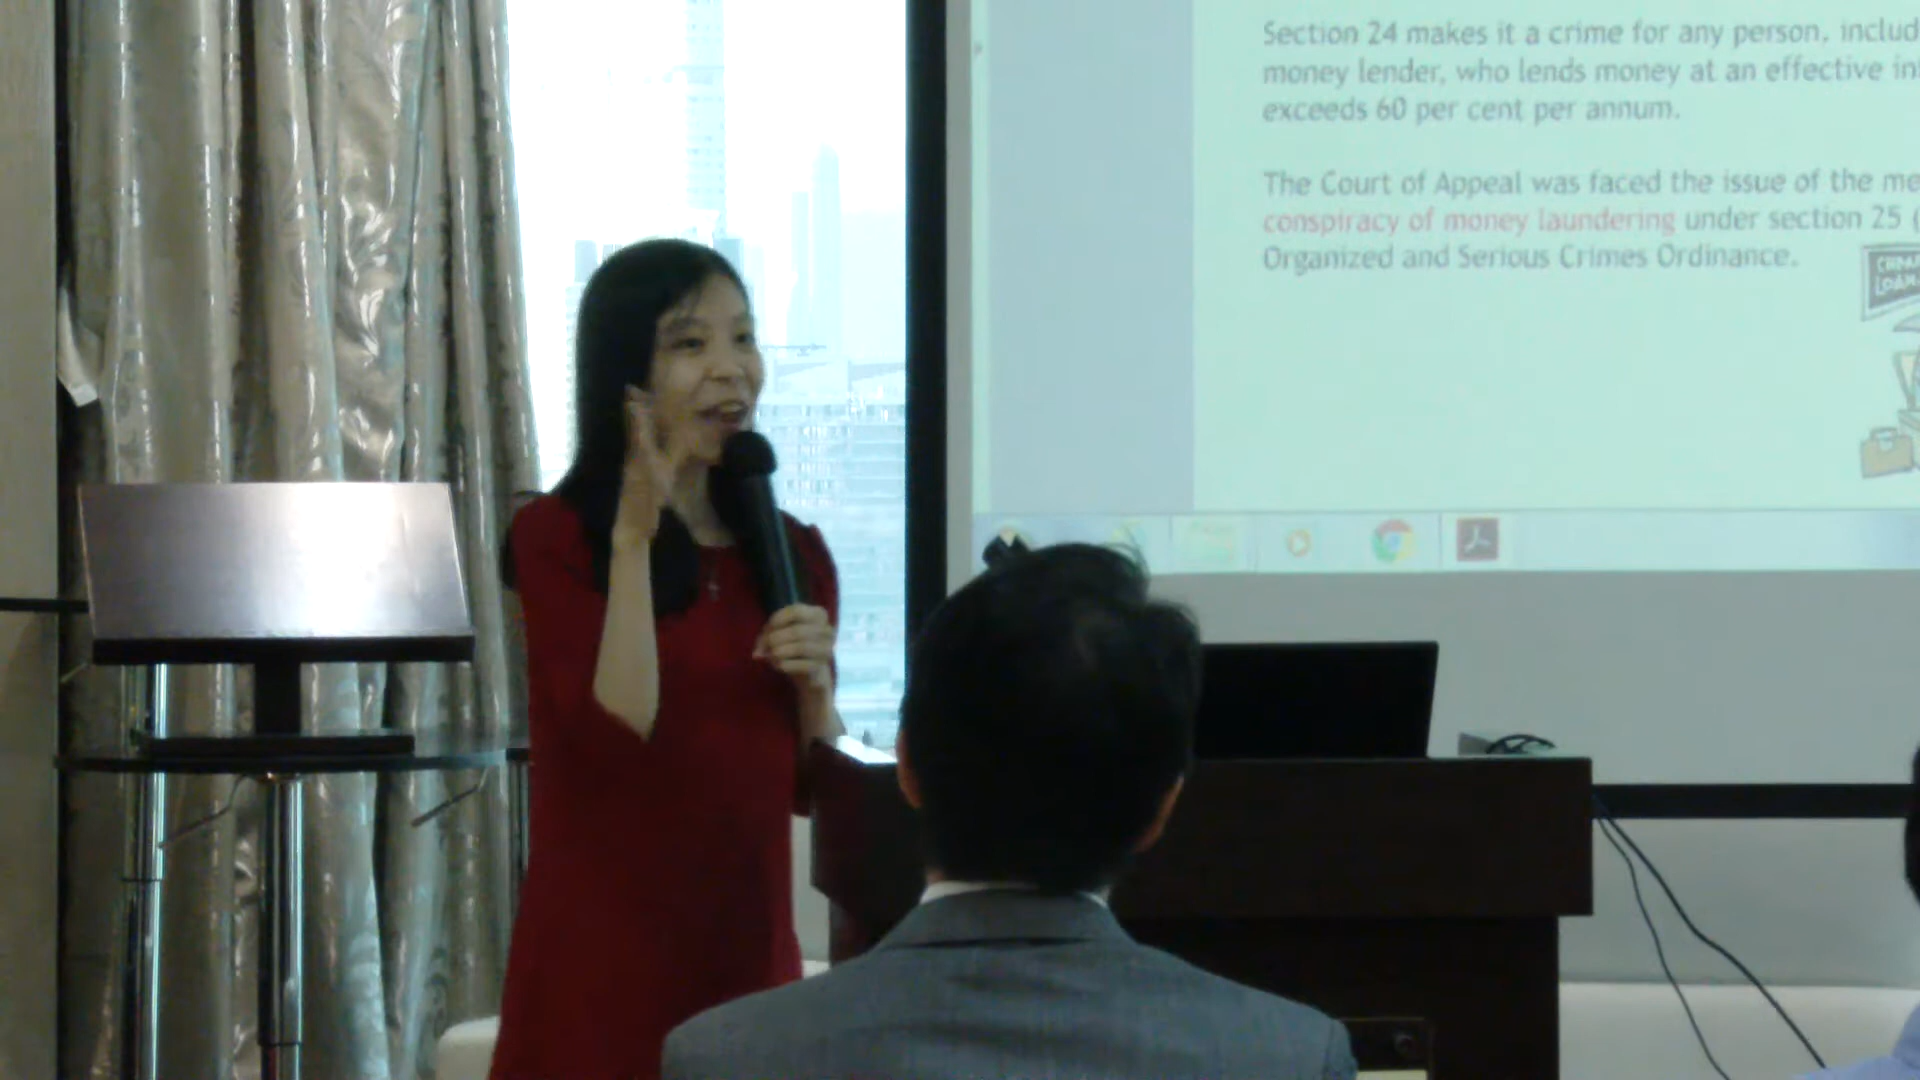 Section 24 makes it a crime for any person, includ
money lender, who lends money at an effective in
exceeds 60 per cent per annum.
The Court of Appeal was faced the issue of the me
conspiracy of money laundering under section 25 (
Organized and Serious Crimes Ordinance.